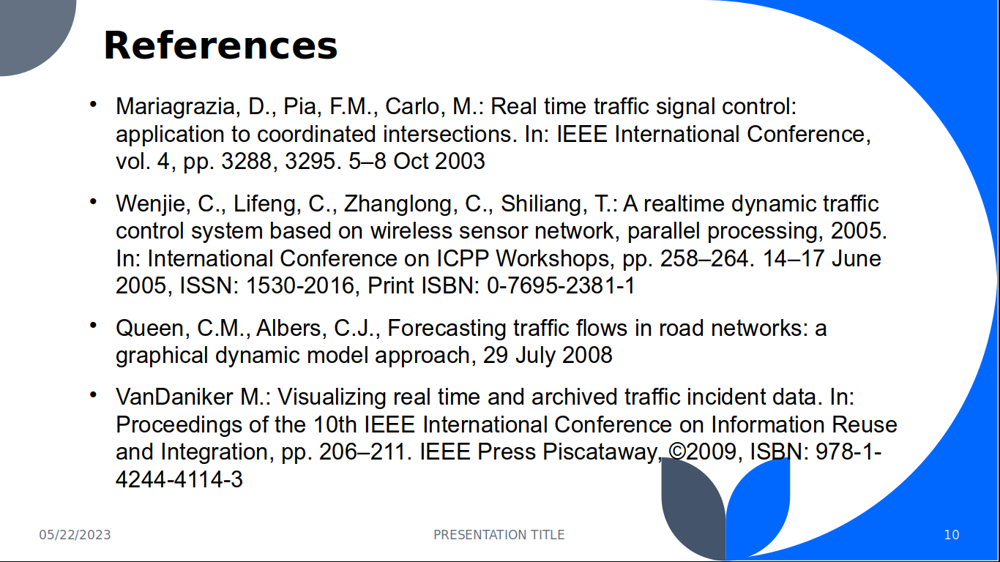 References
• Mariagrazia, D., Pia, F.M., Carlo, M.: Real time traffic signal control:
application to coordinated intersections. In: IEEE International Conference,
vol. 4, pp. 3288, 3295. 5–8 Oct 2003
• Wenjie, C., Lifeng, C., Zhanglong, C., Shiliang, T.: A realtime dynamic traffic
control system based on wireless sensor network, parallel processing, 2005.
In: International Conference on ICPP Workshops, pp. 258–264. 14–17 June
2005, ISSN: 1530-2016, Print ISBN: 0-7695-2381-1
• Queen, C.M., Albers, C.J., Forecasting traffic flows in road networks: a
graphical dynamic model approach, 29 July 2008
• VanDaniker M.: Visualizing real time and archived traffic incident data. In:
Proceedings of the 10th IEEE International Conference on Information Reuse
and Integration, pp. 206–211. IEEE Press Piscataway, ©2009, ISBN: 978-1-
4244-4114-3
05/22/2023 PRESENTATION TITLE 10